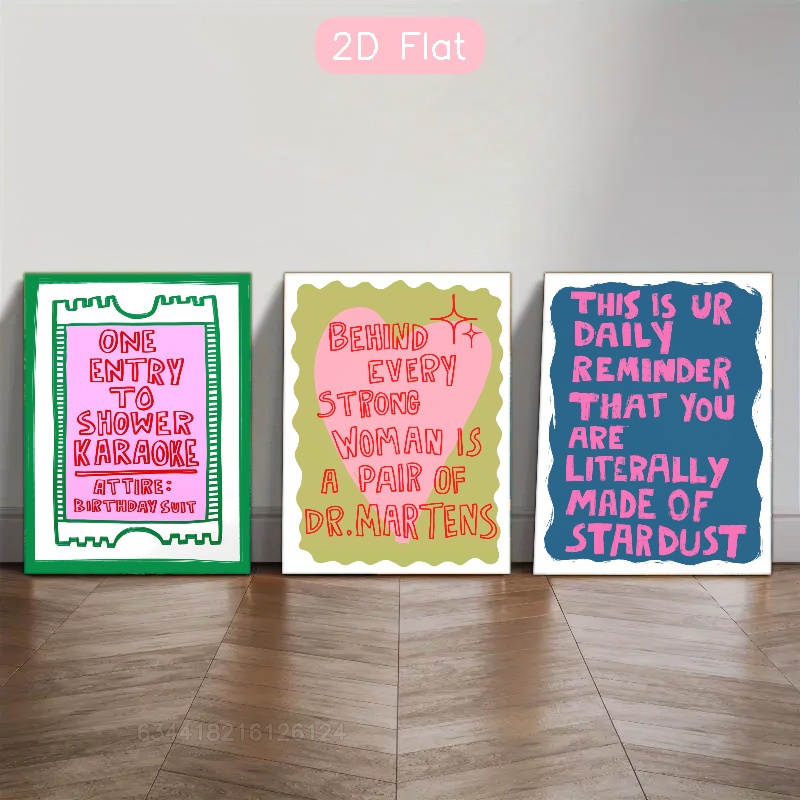 2D Flat
ONE
ENTRY
TO
SHOWER
KARAOKE
ATTIRE:
BIRTHDAY SUIT
BEHIND
EVERY
STRONG
WOMAN IS
A PAIR OF
DR.MARTENS
THIS IS UR
DAILY
REMINDER
THAT YOU
ARE
LITERALLY
MADE OF
STARDUST
634418216126124